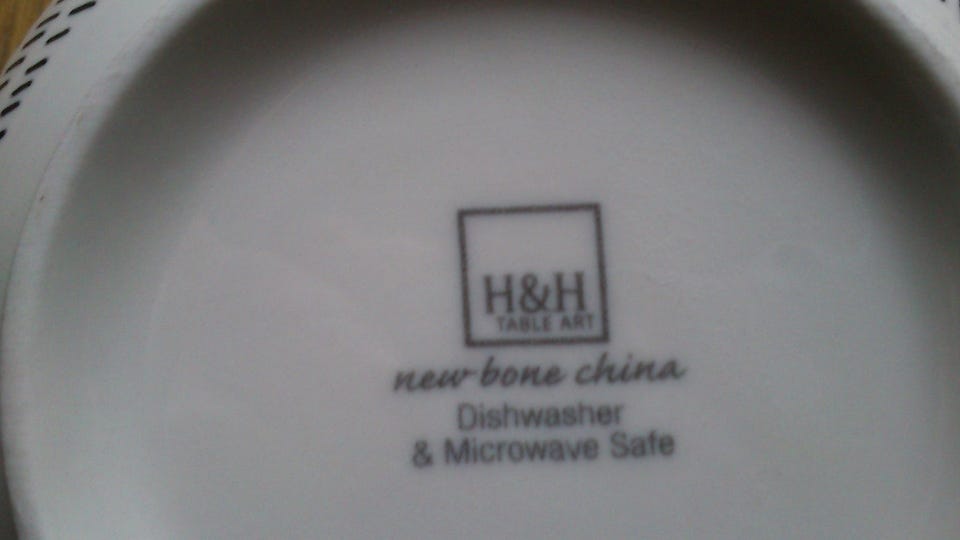 H&H
TABLE ART
new bone china
Dishwasher
& Microwave Safe